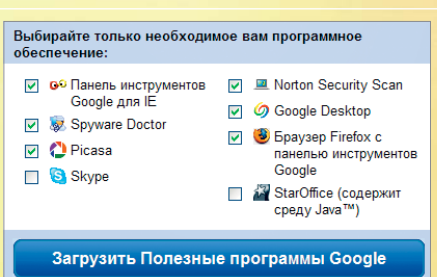 Выбирайте только необходимое вам программное
обеспечение:
Панель инструментов
Google для IE
Spyware Doctor
Picasa
Skype
Norton Security Scan
Google Desktop
Браузер Firefox с
панелью инструментов
Google
StarOffice (содержит
среду Java™)
Загрузить Полезные программы Google